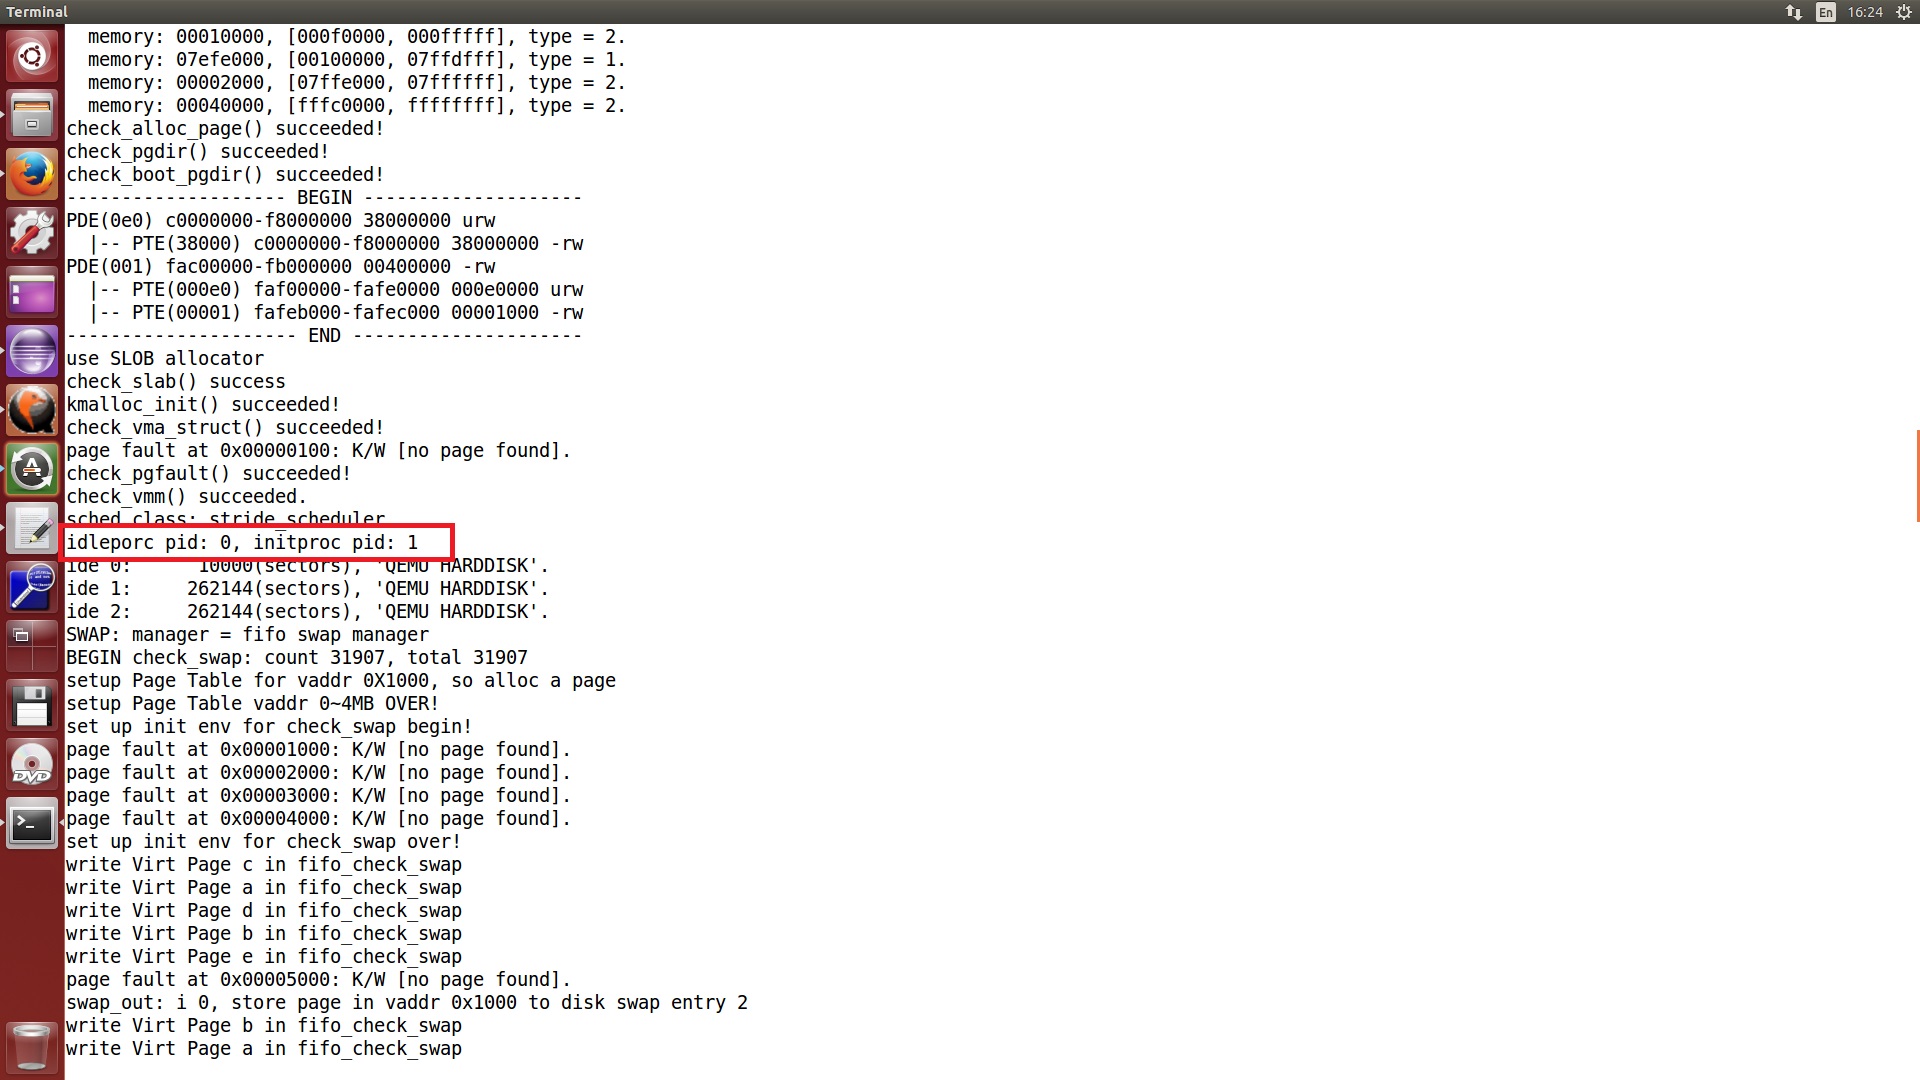 Terminal
En 16:24
memory: 00010000, [000f0000, 000fffff], type = 2.
memory: 07efe000, [00100000, 07ffdfff], type = 1.
memory: 00002000, [07ffe000, 07ffffff], type = 2.
memory: 00040000, [fffc0000, ffffffff], type = 2.
check_alloc_page() succeeded!
check_pgdir() succeeded!
check_boot_pgdir() succeeded!
-------------------- BEGIN --------------------
PDE(0e0) c0000000-f8000000 38000000 urw
|-- PTE(38000) c0000000-f8000000 38000000 -rw
PDE(001) fac00000-fb000000 00400000 -rw
|-- PTE(000e0) faf00000-fafe0000 000e0000 urw
|-- PTE(00001) fafeb000-fafec000 00001000 -rw
--------------------- END ---------------------
use SLOB allocator
check_slab() success
kmalloc_init() succeeded!
check_vma_struct() succeeded!
page fault at 0x00000100: K/W [no page found].
check_pgfault() succeeded!
check_vmm() succeeded.
sched class: stride_scheduler
idleporc pid: 0, initproc pid: 1
ide 0:      10000(sectors), 'QEMU HARDDISK'.
ide 1:     262144(sectors), 'QEMU HARDDISK'.
ide 2:     262144(sectors), 'QEMU HARDDISK'.
SWAP: manager = fifo swap manager
BEGIN check_swap: count 31907, total 31907
setup Page Table for vaddr 0X1000, so alloc a page
setup Page Table vaddr 0~4MB OVER!
set up init env for check_swap begin!
page fault at 0x00001000: K/W [no page found].
page fault at 0x00002000: K/W [no page found].
page fault at 0x00003000: K/W [no page found].
page fault at 0x00004000: K/W [no page found].
set up init env for check_swap over!
write Virt Page c in fifo_check_swap
write Virt Page a in fifo_check_swap
write Virt Page d in fifo_check_swap
write Virt Page b in fifo_check_swap
write Virt Page e in fifo_check_swap
page fault at 0x00005000: K/W [no page found].
swap_out: i 0, store page in vaddr 0x1000 to disk swap entry 2
write Virt Page b in fifo_check_swap
write Virt Page a in fifo_check_swap
DVD